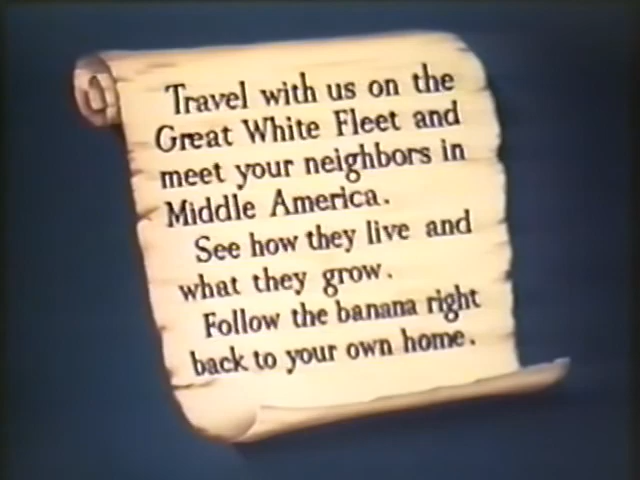 Travel with us on the
Great White Fleet and
meet your neighbors in
Middle America.
See how they live and
what they grow.
Follow the banana right
back to your own home.